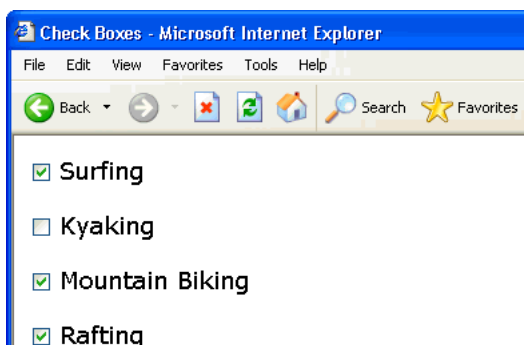 Check Boxes - Microsoft Internet Explorer
File Edit View Favorites Tools Help
Back Search Favorites
Surfing
Kyaking
Mountain Biking
Rafting